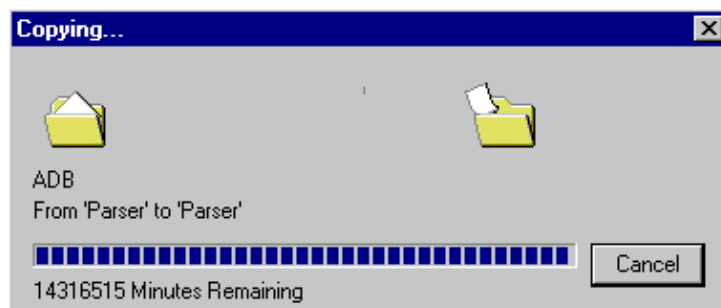 Copying...
ADB
From 'Parser' to 'Parser'
Cancel
14316515 Minutes Remaining